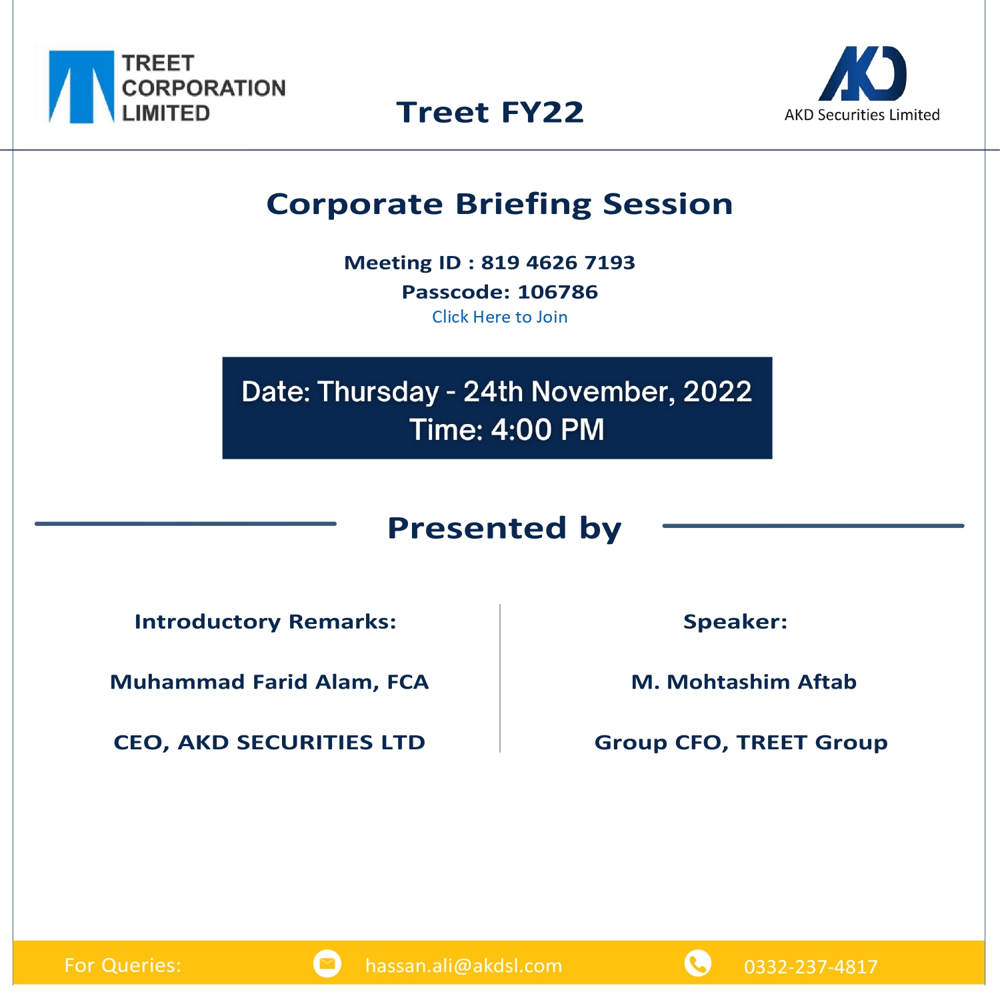 TREET
CORPORATION
LIMITED
Treet FY22
AKD
AKD Securities Limited
Corporate Briefing Session
Meeting ID : 819 4626 7193
Passcode: 106786
Click Here to Join
Date: Thursday - 24th November, 2022
Time: 4:00 PM
Presented by
Introductory Remarks:
Muhammad Farid Alam, FCA
CEO, AKD SECURITIES LTD
Speaker:
M. Mohtashim Aftab
Group CFO, TREET Group
For Queries:
hassan.ali@akdsl.com
0332-237-4817